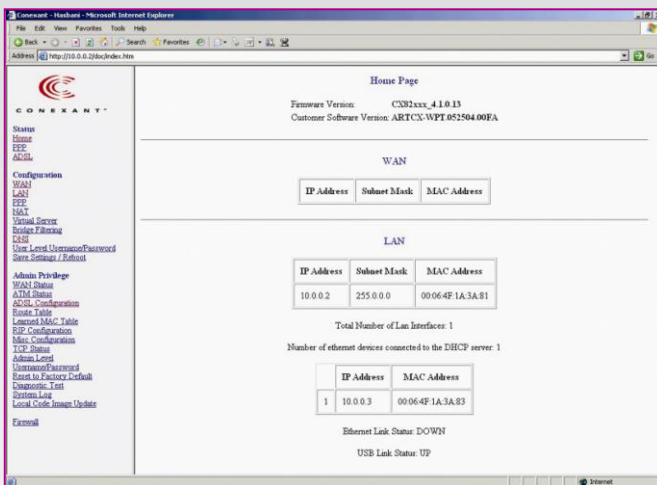 Conexant - Hasbani - Microsoft Internet Explorer
File Edit View Favorites Tools Help
Back Search Favorites
Address http://10.0.0.2/doc/index.htm Go
CONEXANT
Status
Home
PPP
ADSL
Configuration
WAN
LAN
PPP
NAT
Virtual Server
Bridge Filtering
DNS
User Level Username/Password
Save Settings / Reboot
Admin Privilege
WAN Status
ATM Status
ADSL Configuration
Route Table
Learned MAC Table
RIP Configuration
Misc Configuration
TCP Status
Admin Level
Username/Password
Reset to Factory Default
Diagnostic Test
System Log
Local Code Image Update
Firewall
Home Page
Firmware Version: CX82xxx_4.1.0.13
Customer Software Version: ARTCX-WPT.052504.00FA
WAN
IP Address Subnet Mask MAC Address
LAN
IP Address Subnet Mask MAC Address
10.0.0.2 255.0.0.0 00:06:4F:1A:3A:81
Total Number of Lan Interfaces: 1
Number of ethernet devices connected to the DHCP server: 1
IP Address MAC Address
1 10.0.0.3 00:06:4F:1A:3A:83
Ethernet Link Status: DOWN
USB Link Status: UP
Internet